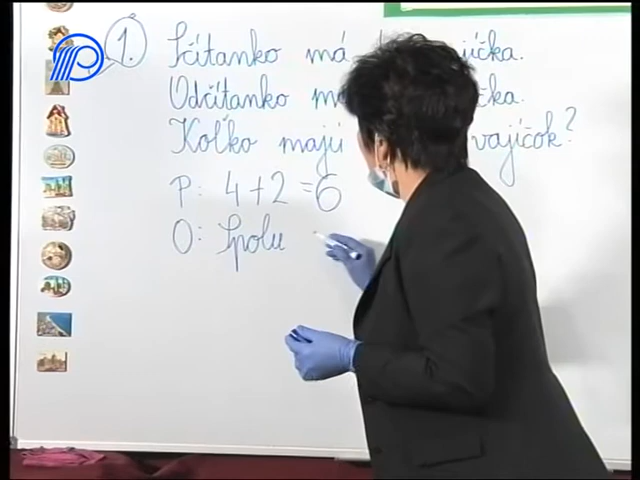 1. Sčítanko má
Odčítanko
Koľko majú vajíčok?
P: 4+2=6
O: Spolu